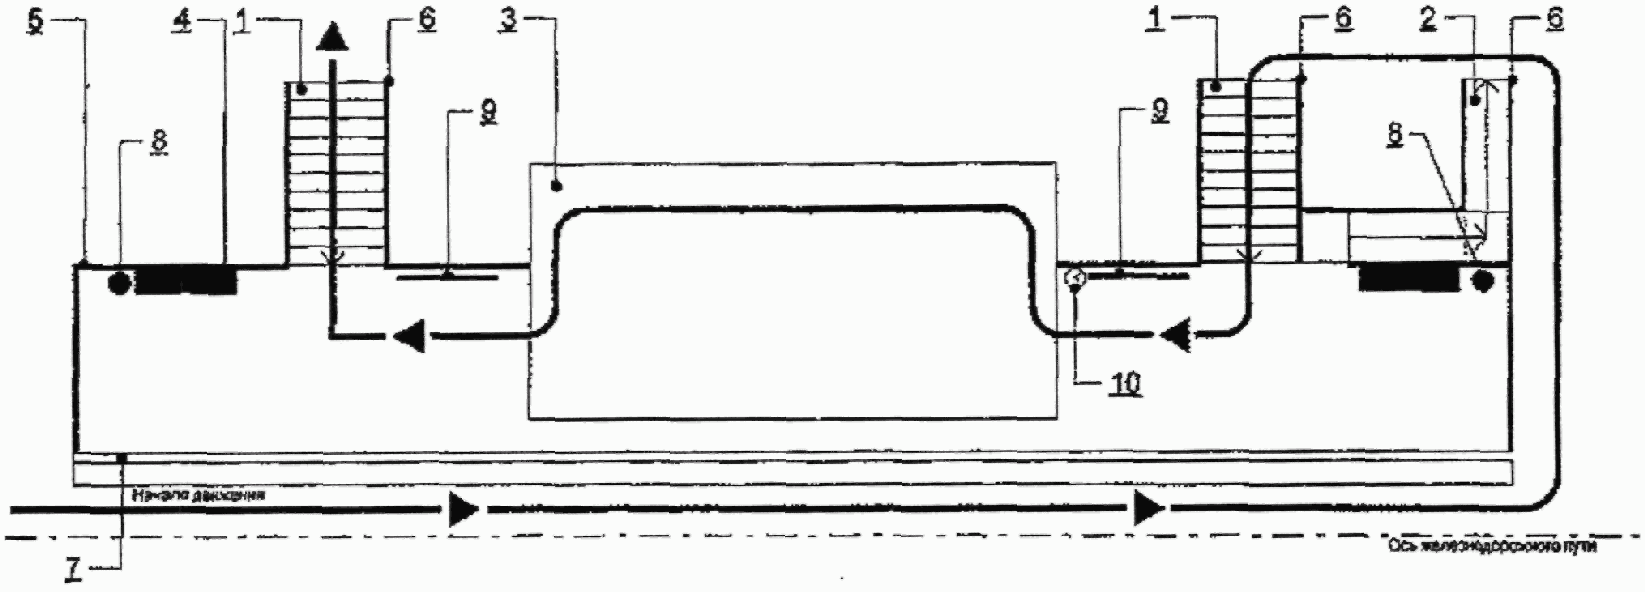 5 4 1 6 3 1 6 2 6
8 9 9 8
10
Начало движения
Ось железнодорожного пути
7